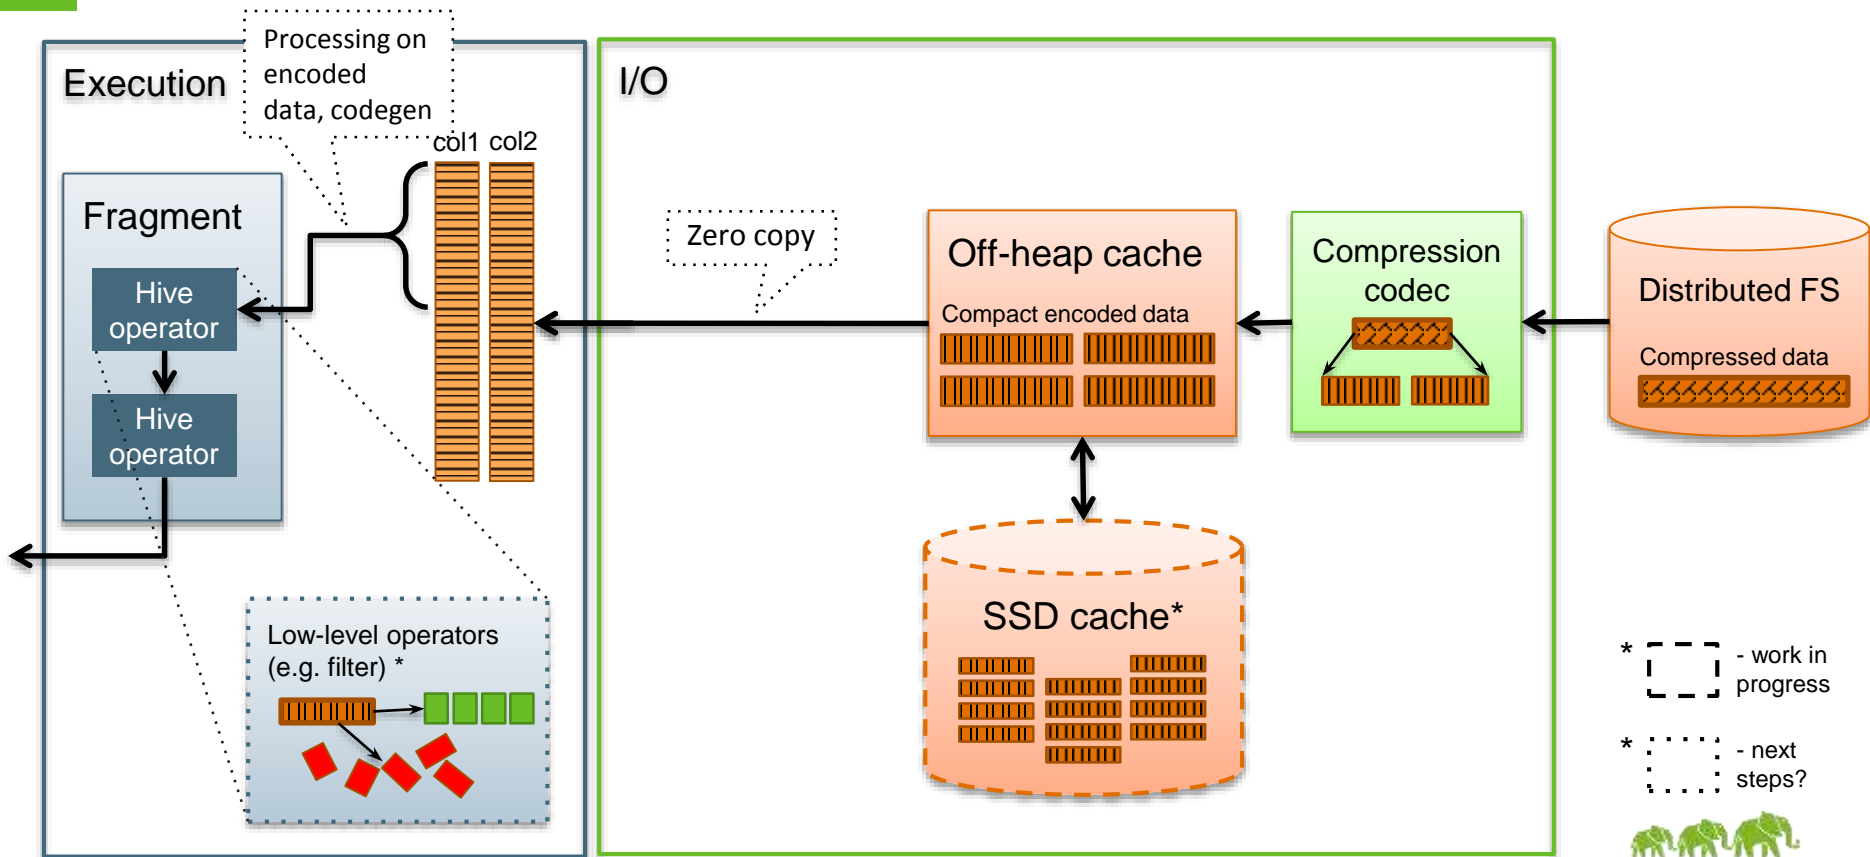 Processing on
encoded
data, codegen
Execution
I/O
col1 col2
Fragment
Hive
operator
Hive
operator
Zero copy
Off-heap cache
Compact encoded data
Compression
codec
Distributed FS
Compressed data
SSD cache*
Low-level operators
(e.g. filter) *
* - work in
progress
* - next
steps?